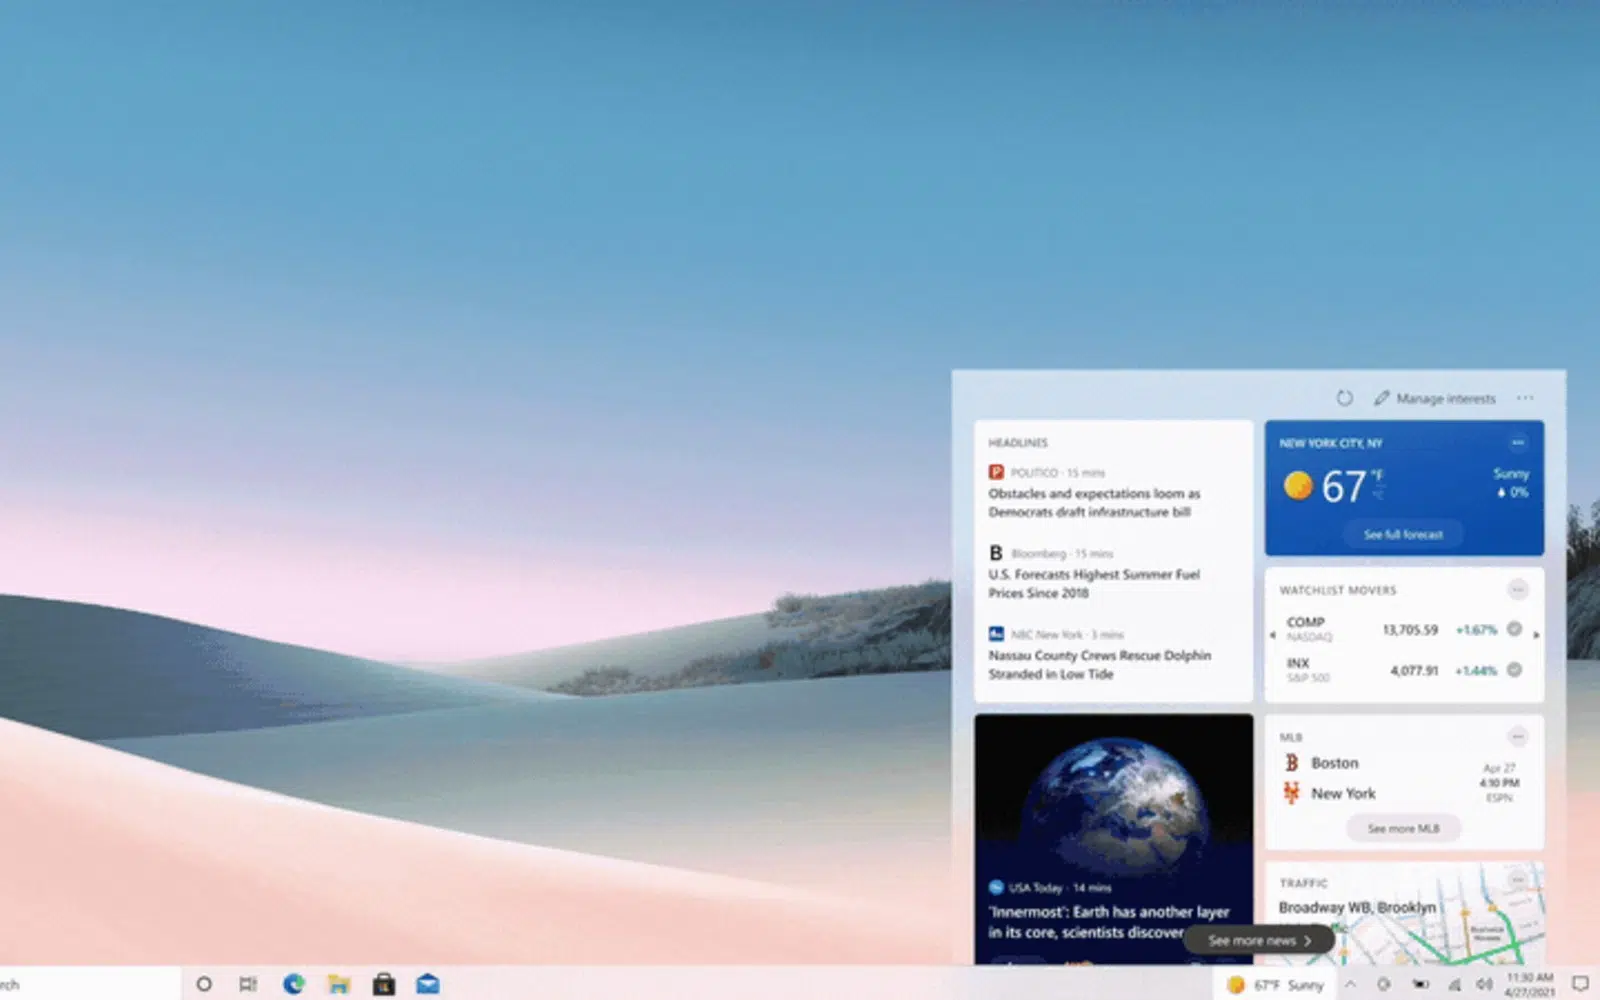 Manage interests
HEADLINES
POLITICO · 15 mins
Obstacles and expectations loom as
Democrats draft infrastructure bill
B Bloomberg · 15 mins
U.S. Forecasts Highest Summer Fuel
Prices Since 2018
NBC New York · 3 mins
Nassau County Crews Rescue Dolphin
Stranded in Low Tide
USA Today · 14 mins
'Innermost': Earth has another layer
in its core, scientists discover
See more news
NEW YORK CITY, NY
67 °F
°C
Sunny
0%
See full forecast
WATCHLIST MOVERS
COMP 13,705.59 +1.67%
NASDAQ
INX 4,077.91 +1.44%
S&P 500
MLB
Boston
New York
Apr 27
4:10 PM
ESPN
See more MLB
TRAFFIC
Broadway WB, Brooklyn
rch
67°F Sunny
11:30 AM
4/27/2021